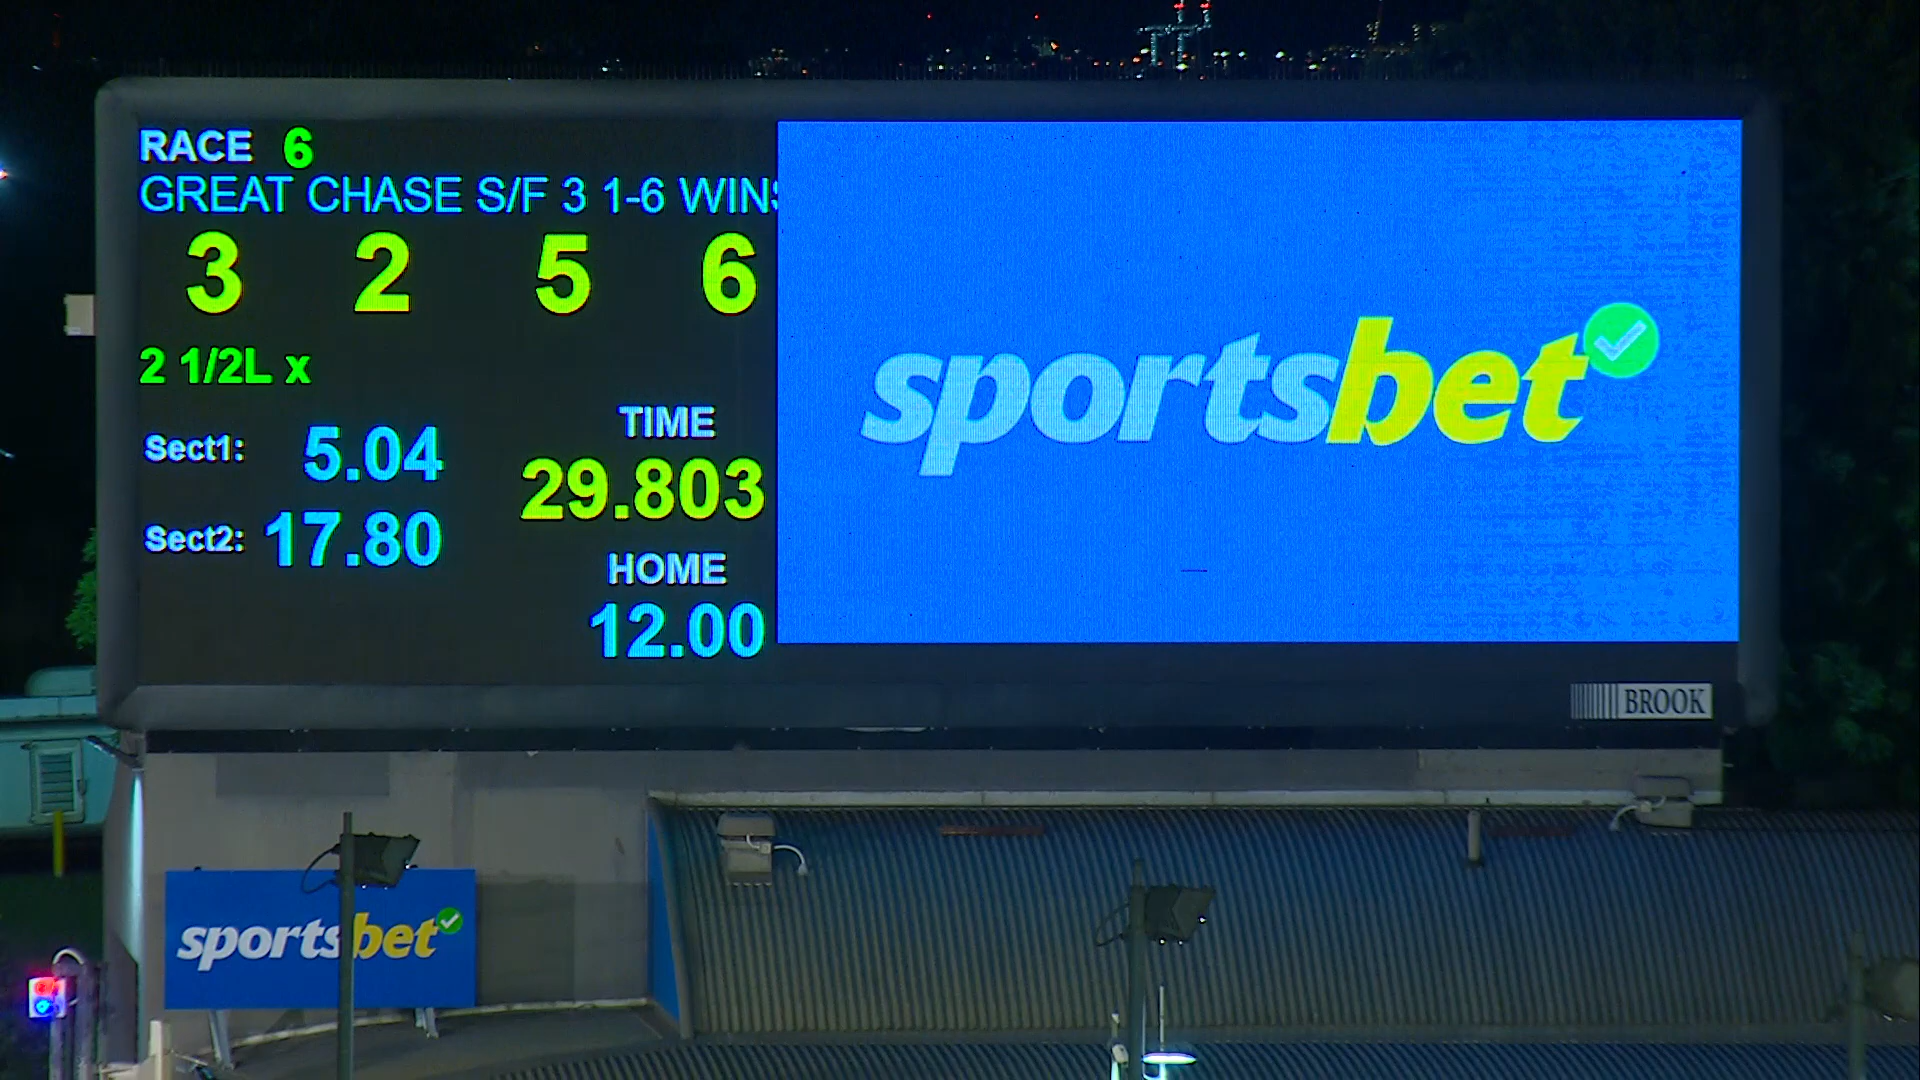 RACE 6
GREAT CHASE S/F 3 1-6 WINS
3 2 5 6
2 1/2L x
Sect1: 5.04
Sect2: 17.80
TIME
29.803
HOME
12.00
sportsbet
BROOK
sportsbet